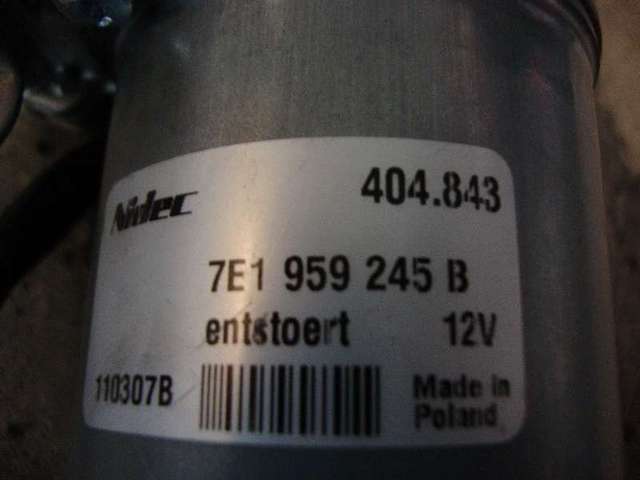 Nidec
404.843
7E1 959 245 B
entstoert 12V
110307B
Made in
Poland